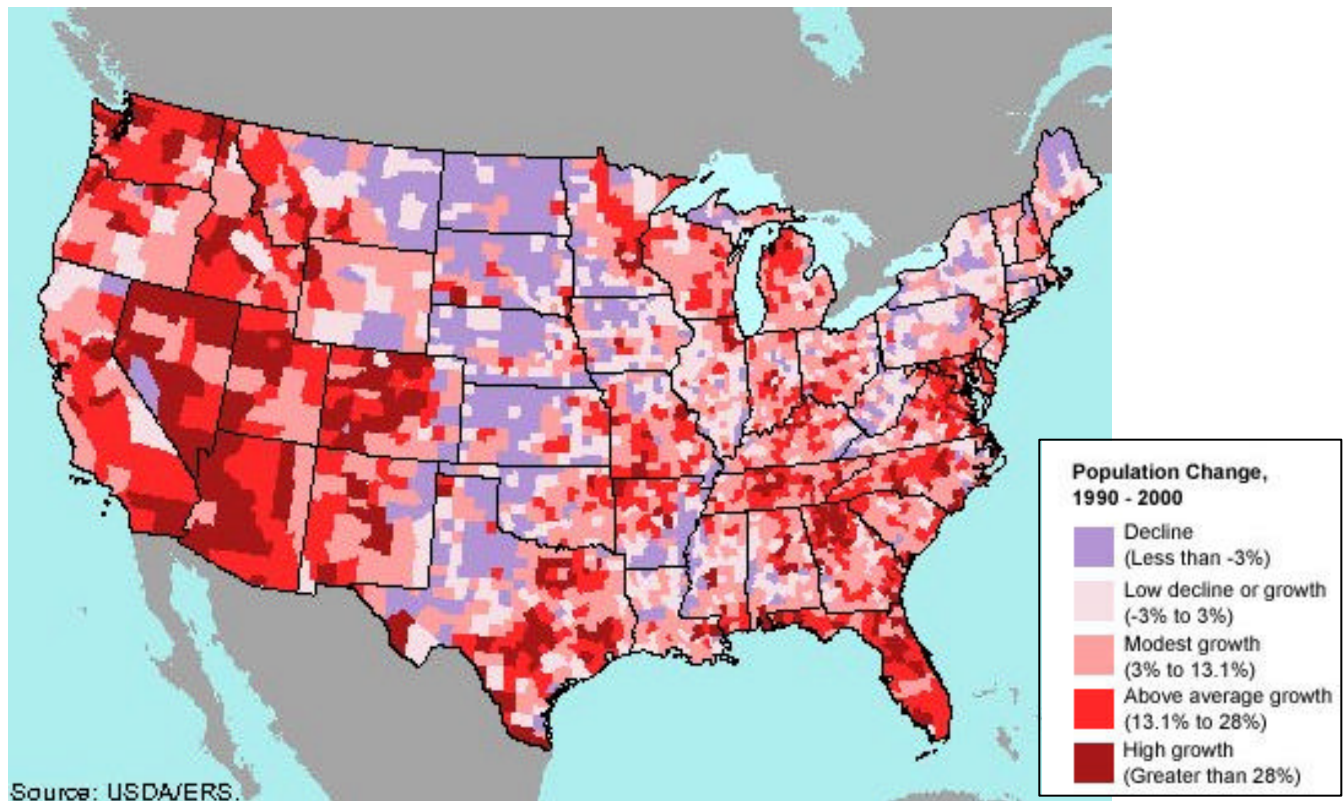 Population Change,
1990 - 2000
Decline
(Less than -3%)
Low decline or growth
(-3% to 3%)
Modest growth
(3% to 13.1%)
Above average growth
(13.1% to 28%)
High growth
(Greater than 28%)
Source: USDA/ERS.